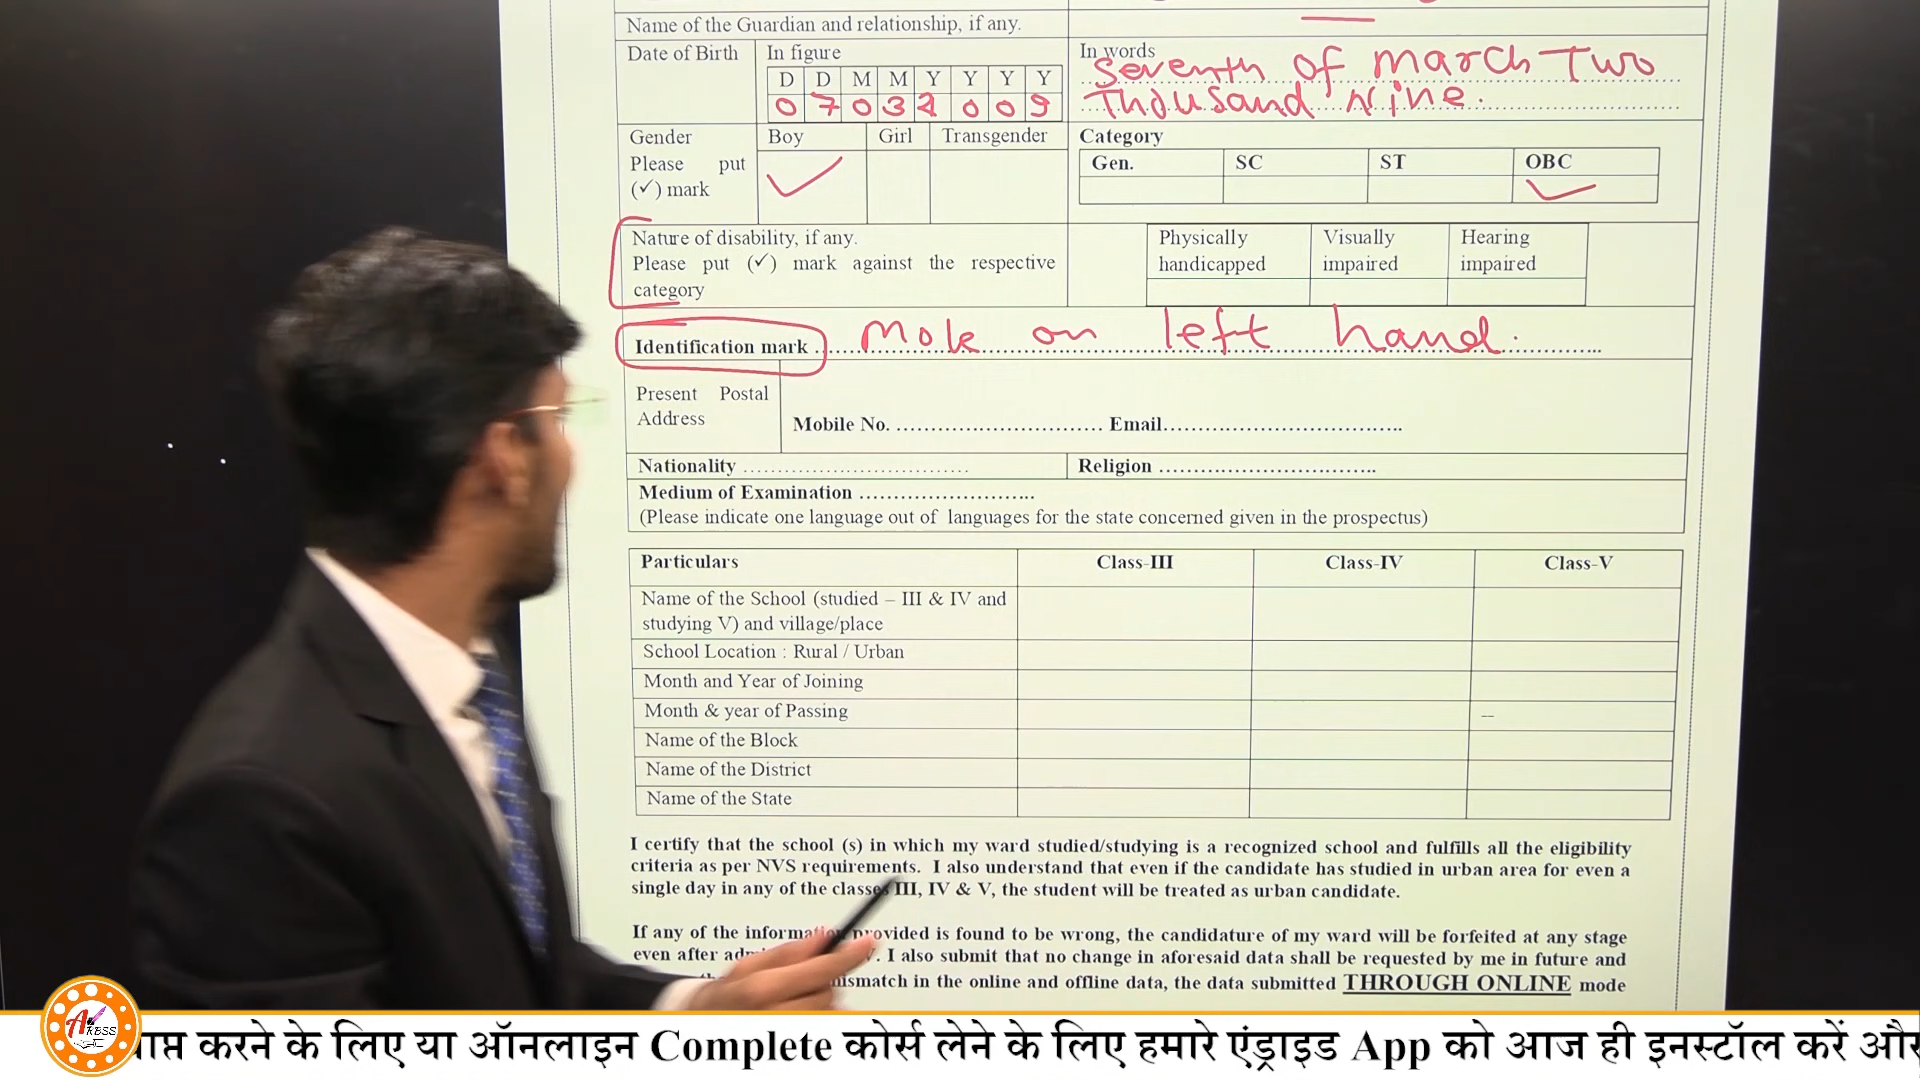 Name of the Guardian and relationship, if any.
Date of Birth
In figure
D D M M Y Y Y Y
0 7 0 3 2 0 0 9
In words
Seventh of March Two
Thousand Nine.
Gender
Please put
(✓) mark
Boy
Girl
Transgender
Category
Gen. SC ST OBC
Nature of disability, if any.
Please put (✓) mark against the respective
category
Physically
handicapped
Visually
impaired
Hearing
impaired
Identification mark .............. Mole on left hand.
Present Postal
Address
Mobile No. .............................. Email..................................
Nationality .................................
Religion ................................
Medium of Examination ..........................
(Please indicate one language out of languages for the state concerned given in the prospectus)
Particulars Class-III Class-IV Class-V
Name of the School (studied – III & IV and
studying V) and village/place
School Location : Rural / Urban
Month and Year of Joining
Month & year of Passing –
Name of the Block
Name of the District
Name of the State
I certify that the school (s) in which my ward studied/studying is a recognized school and fulfills all the eligibility
criteria as per NVS requirements. I also understand that even if the candidate has studied in urban area for even a
single day in any of the classes III, IV & V, the student will be treated as urban candidate.
If any of the information provided is found to be wrong, the candidature of my ward will be forfeited at any stage
even after . I also submit that no change in aforesaid data shall be requested by me in future and
mismatch in the online and offline data, the data submitted THROUGH ONLINE mode
ARBSS
करने के लिए या ऑनलाइन Complete कोर्स लेने के लिए हमारे एंड्राइड App को आज ही इनस्टॉल करें और